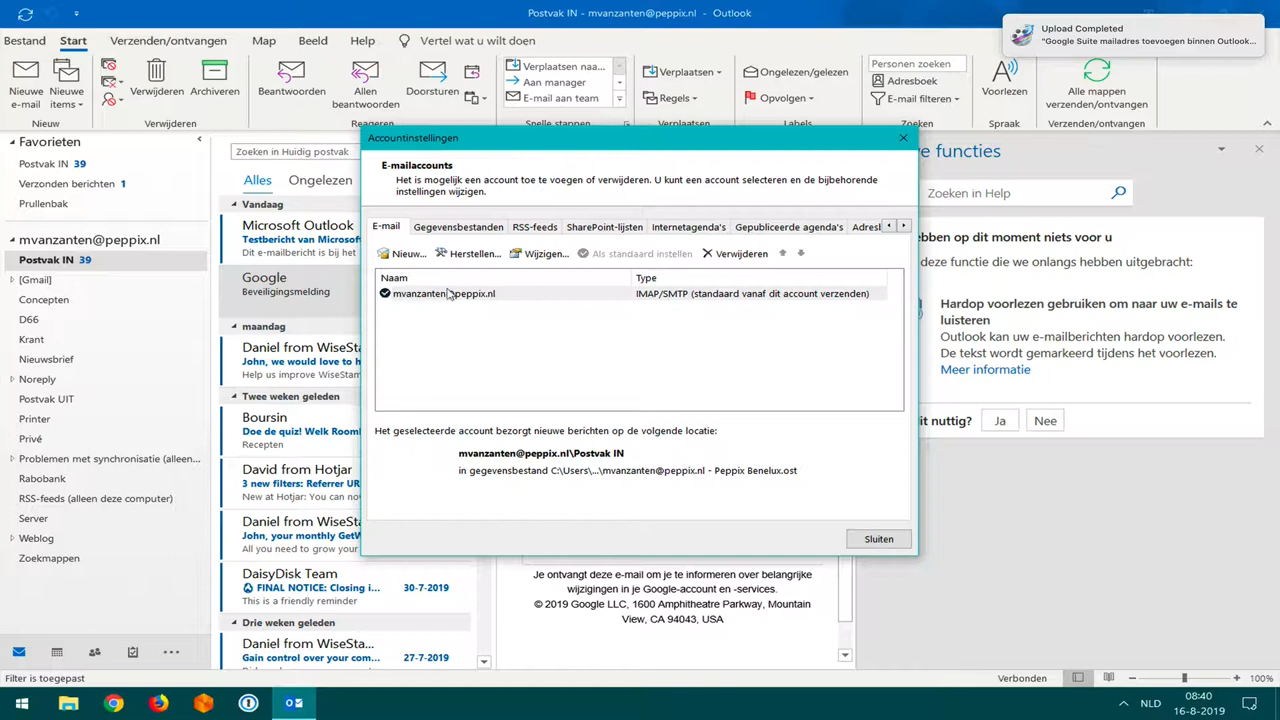 Postvak IN - mvanzanten@peppix.nl - Outlook
Upload Completed
"Google Suite mailadres toevoegen binnen Outlook...
Bestand Start Verzenden/ontvangen Map Beeld Help Vertel wat u wilt doen
Nieuwe e-mail
Nieuwe items
Verwijderen
Archiveren
Beantwoorden
Allen beantwoorden
Doorsturen
Verplaatsen naa...
Aan manager
E-mail aan team
Verplaatsen
Regels
Ongelezen/gelezen
Opvolgen
Personen zoeken
Adresboek
E-mail filteren
Voorlezen
Alle mappen verzenden/ontvangen
Nieuw Verwijderen Reageren Snelle stappen Verplaatsen Labels Zoeken Spraak Verzenden/ontvangen
Favorieten
Postvak IN 39
Verzonden berichten 1
Prullenbak
mvanzanten@peppix.nl
Postvak IN 39
[Gmail]
Concepten
D66
Krant
Nieuwsbrief
Noreply
Postvak UIT
Printer
Privé
Problemen met synchronisatie (alleen...
Rabobank
RSS-feeds (alleen deze computer)
Server
Weblog
Zoekmappen
Zoeken in Huidig postvak
Alles Ongelezen
Vandaag
Microsoft Outlook
Testbericht van Microsof
Dit e-mailbericht is bij het
Google
Beveiligingsmelding
maandag
Daniel from WiseSta
John, we would love to h
Help us improve WiseStam
Twee weken geleden
Boursin
Doe de quiz! Welk Room
Recepten
David from Hotjar
3 new filters: Referrer UR
New at Hotjar: You can nov
Daniel from WiseSta
John, your monthly GetW
All you need to grow your
DaisyDisk Team
FINAL NOTICE: Closing i... 30-7-2019
This is a friendly reminder
Drie weken geleden
Daniel from WiseSta...
Gain control over your com... 27-7-2019
Accountinstellingen
E-mailaccounts
Het is mogelijk een account toe te voegen of verwijderen. U kunt een account selecteren en de bijbehorende
instellingen wijzigen.
E-mail Gegevensbestanden RSS-feeds SharePoint-lijsten Internetagenda's Gepubliceerde agenda's Adresl
Nieuw... Herstellen... Wijzigen... Als standaard instellen Verwijderen
Naam Type
mvanzanten@peppix.nl IMAP/SMTP (standaard vanaf dit account verzenden)
Het geselecteerde account bezorgt nieuwe berichten op de volgende locatie:
mvanzanten@peppix.nl\Postvak IN
in gegevensbestand C:\Users\...\mvanzanten@peppix.nl - Peppix Benelux.ost
Sluiten
Je ontvangt deze e-mail om je te informeren over belangrijke
wijzigingen in je Google-account en -services.
© 2019 Google LLC, 1600 Amphitheatre Parkway, Mountain
View, CA 94043, USA
e functies
Zoeken in Help
bben op dit moment niets voor u
deze functie die we onlangs hebben uitgebracht:
Hardop voorlezen gebruiken om naar uw e-mails te
luisteren
Outlook kan uw e-mailberichten hardop voorlezen.
De tekst wordt gemarkeerd tijdens het voorlezen.
Meer informatie
it nuttig? Ja Nee
Filter is toegepast
Verbonden
100%
NLD
08:40
16-8-2019